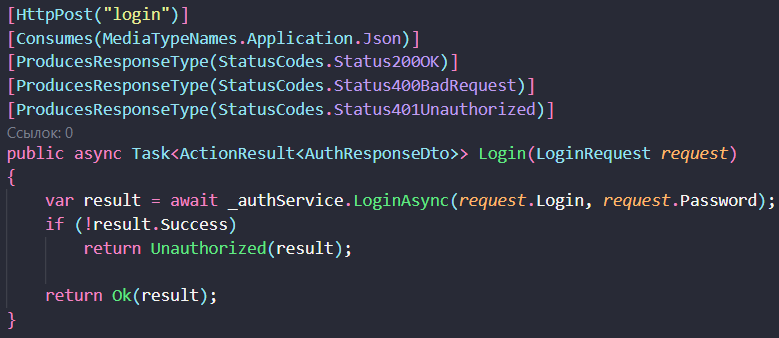 [HttpPost("login")]
[Consumes(MediaTypeNames.Application.Json)]
[ProducesResponseType(StatusCodes.Status200OK)]
[ProducesResponseType(StatusCodes.Status400BadRequest)]
[ProducesResponseType(StatusCodes.Status401Unauthorized)]
Ссылок: 0
public async Task<ActionResult<AuthResponseDto>> Login(LoginRequest request)
{
    var result = await _authService.LoginAsync(request.Login, request.Password);
    if (!result.Success)
        return Unauthorized(result);
    return Ok(result);
}